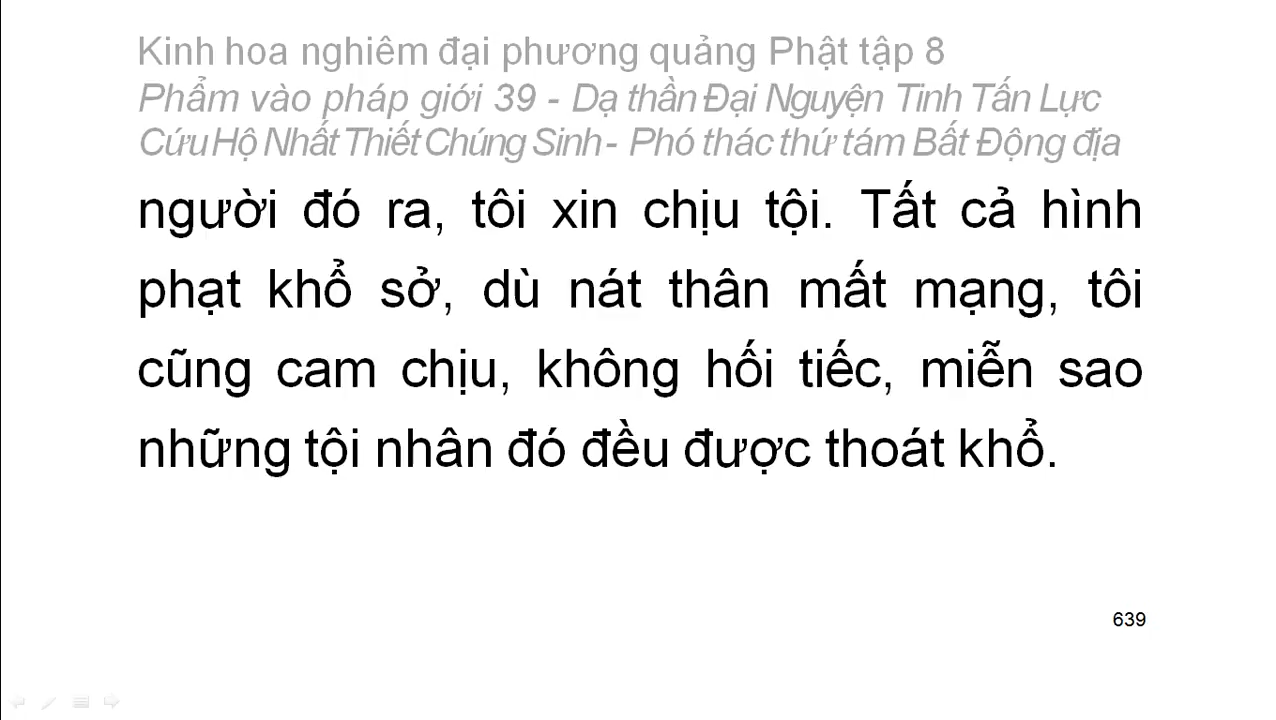 Kinh hoa nghiêm đại phương quảng Phật tập 8
Phẩm vào pháp giới 39 - Dạ thần Đại Nguyện Tinh Tấn Lực
Cứu Hộ Nhất Thiết Chúng Sinh - Phó thác thứ tám Bất Động địa
người đó ra, tôi xin chịu tội. Tất cả hình
phạt khổ sở, dù nát thân mất mạng, tôi
cũng cam chịu, không hối tiếc, miễn sao
những tội nhân đó đều được thoát khổ.
639